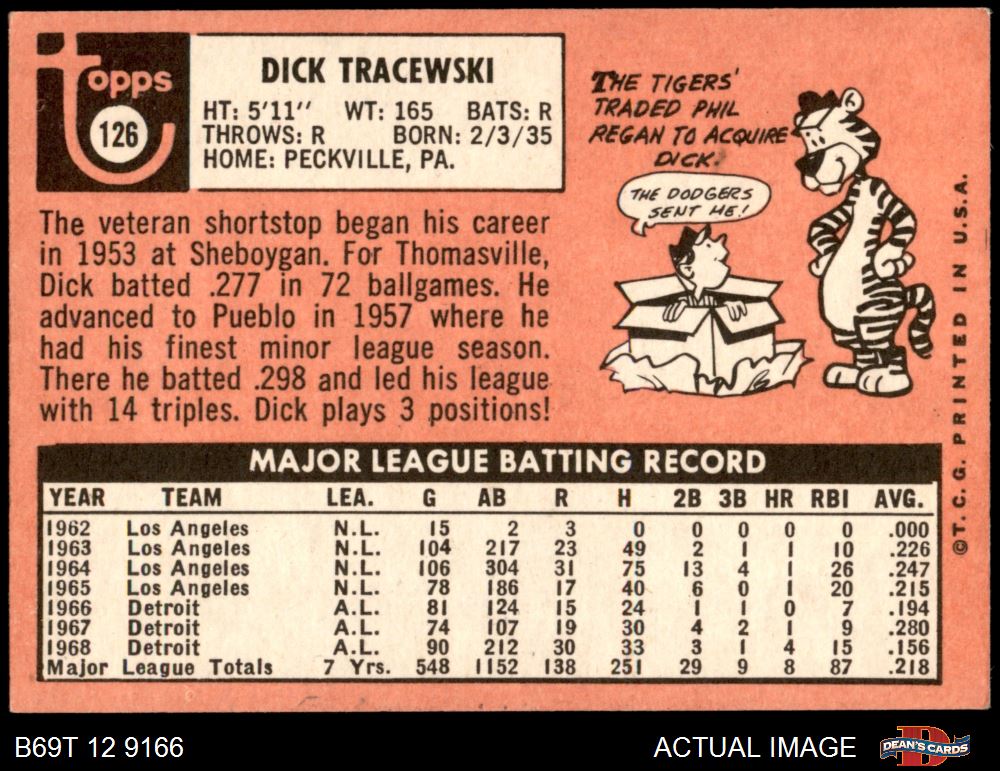 topps
126
DICK TRACEWSKI
HT: 5'11" WT: 165 BATS: R
THROWS: R BORN: 2/3/35
HOME: PECKVILLE, PA.
The veteran shortstop began his career
in 1953 at Sheboygan. For Thomasville,
Dick batted .277 in 72 ballgames. He
advanced to Pueblo in 1957 where he
had his finest minor league season.
There he batted .298 and led his league
with 14 triples. Dick plays 3 positions!
THE TIGERS'
TRADED PHIL
REGAN TO ACQUIRE
DICK.
THE DODGERS
SENT ME!
©T.C.G. PRINTED IN U.S.A.
MAJOR LEAGUE BATTING RECORD
YEAR TEAM LEA. G AB R H 2B 3B HR RBI AVG.
1962 Los Angeles N.L. 15 2 3 0 0 0 0 0 .000
1963 Los Angeles N.L. 104 217 23 49 2 1 1 10 .226
1964 Los Angeles N.L. 106 304 31 75 13 4 1 26 .247
1965 Los Angeles N.L. 78 186 17 40 6 0 1 20 .215
1966 Detroit A.L. 81 124 15 24 1 1 0 7 .194
1967 Detroit A.L. 74 107 19 30 4 2 1 9 .280
1968 Detroit A.L. 90 212 30 33 3 1 4 15 .156
Major League Totals 7 Yrs. 548 1152 138 251 29 9 8 87 .218
B69T 12 9166 ACTUAL IMAGE D DEAN'S CARDS